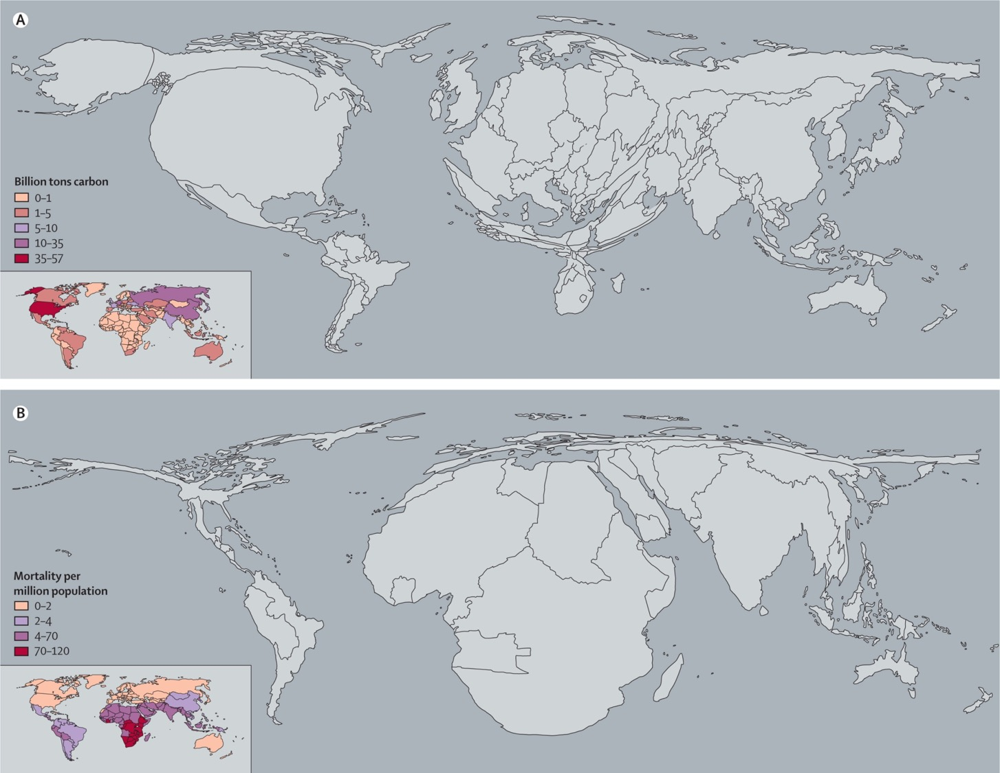 A
Billion tons carbon
0–1
1–5
5–10
10–35
35–57
B
Mortality per
million population
0–2
2–4
4–70
70–120